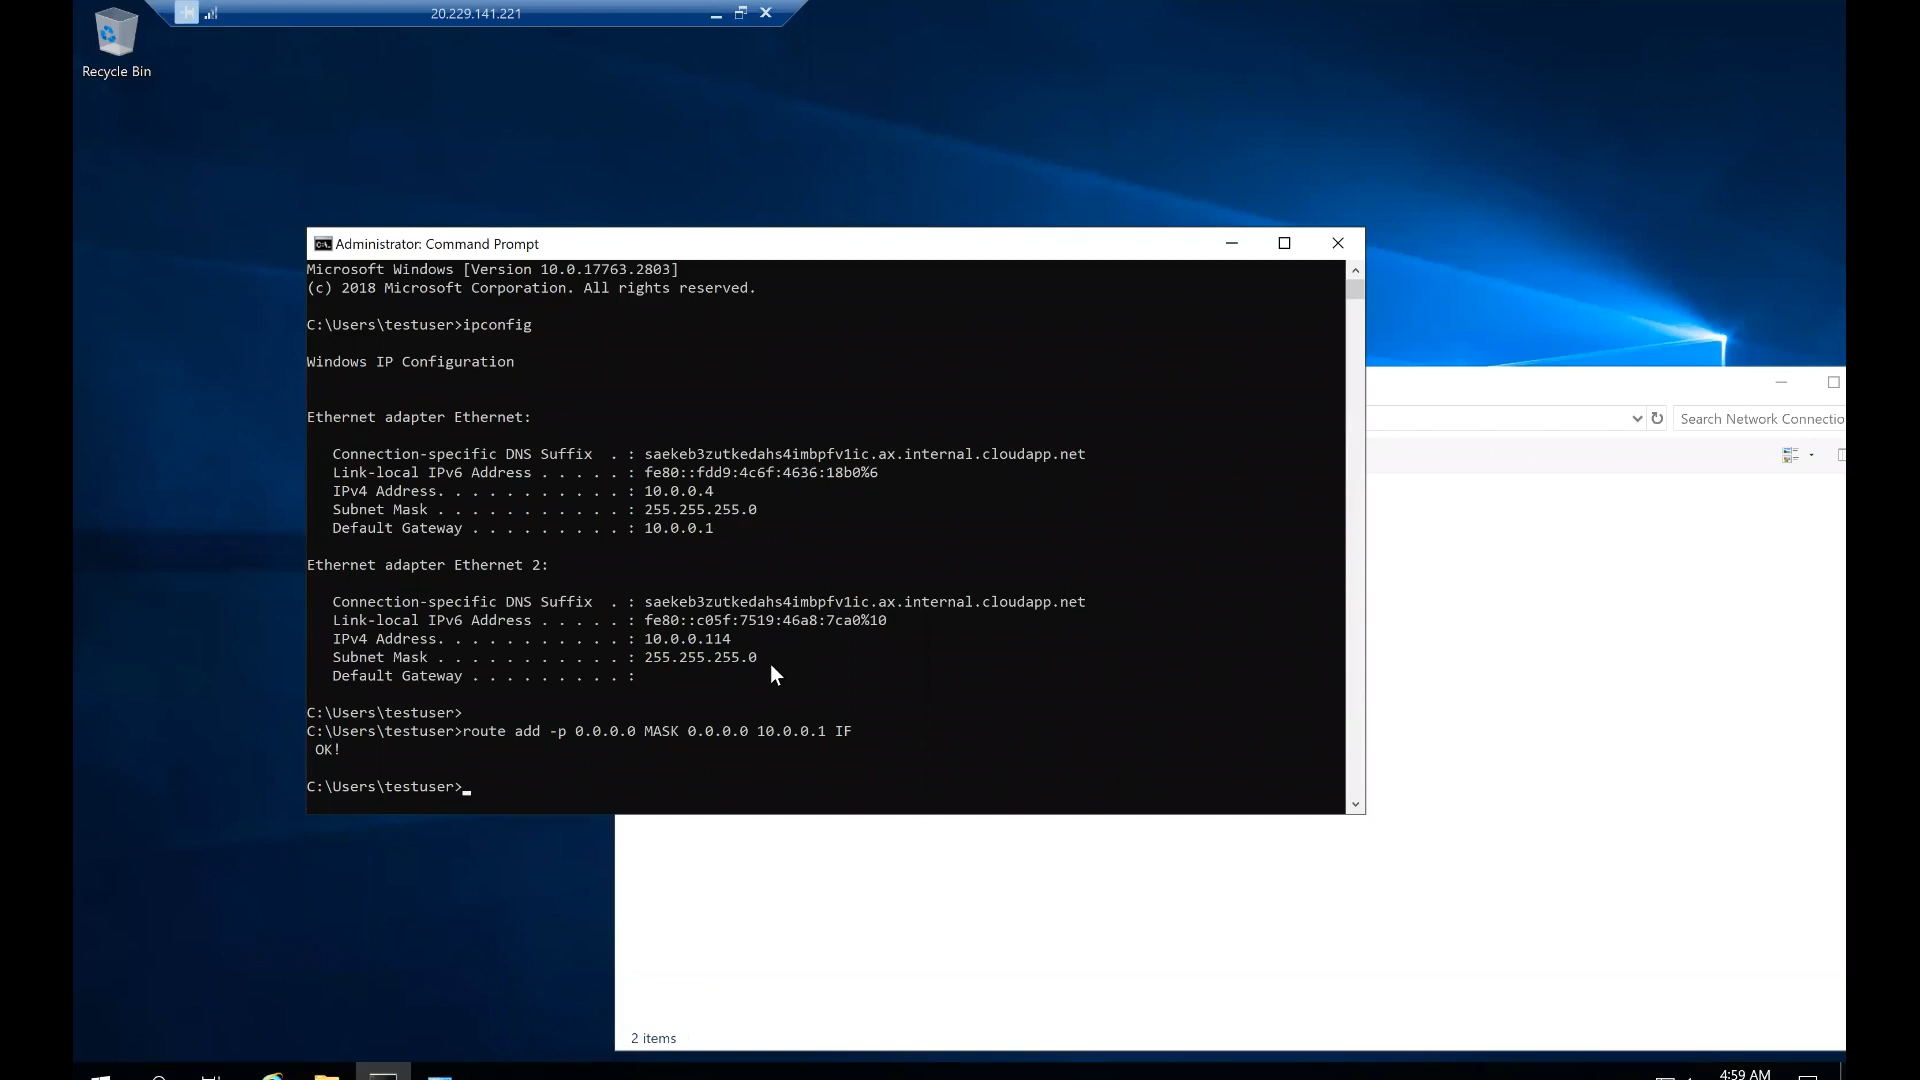 20.229.141.221
Recycle Bin
Administrator: Command Prompt
Microsoft Windows [Version 10.0.17763.2803]
(c) 2018 Microsoft Corporation. All rights reserved.
C:\Users\testuser>ipconfig
Windows IP Configuration
Ethernet adapter Ethernet:
Connection-specific DNS Suffix . : saekeb3zutkedahs4imbpfv1ic.ax.internal.cloudapp.net
Link-local IPv6 Address . . . . . : fe80::fdd9:4c6f:4636:18b0%6
IPv4 Address. . . . . . . . . . . : 10.0.0.4
Subnet Mask . . . . . . . . . . . : 255.255.255.0
Default Gateway . . . . . . . . . : 10.0.0.1
Ethernet adapter Ethernet 2:
Connection-specific DNS Suffix . : saekeb3zutkedahs4imbpfv1ic.ax.internal.cloudapp.net
Link-local IPv6 Address . . . . . : fe80::c05f:7519:46a8:7ca0%10
IPv4 Address. . . . . . . . . . . : 10.0.0.114
Subnet Mask . . . . . . . . . . . : 255.255.255.0
Default Gateway . . . . . . . . . :
C:\Users\testuser>
C:\Users\testuser>route add -p 0.0.0.0 MASK 0.0.0.0 10.0.0.1 IF
OK!
C:\Users\testuser>
Search Network Connectio
2 items
4:59 AM